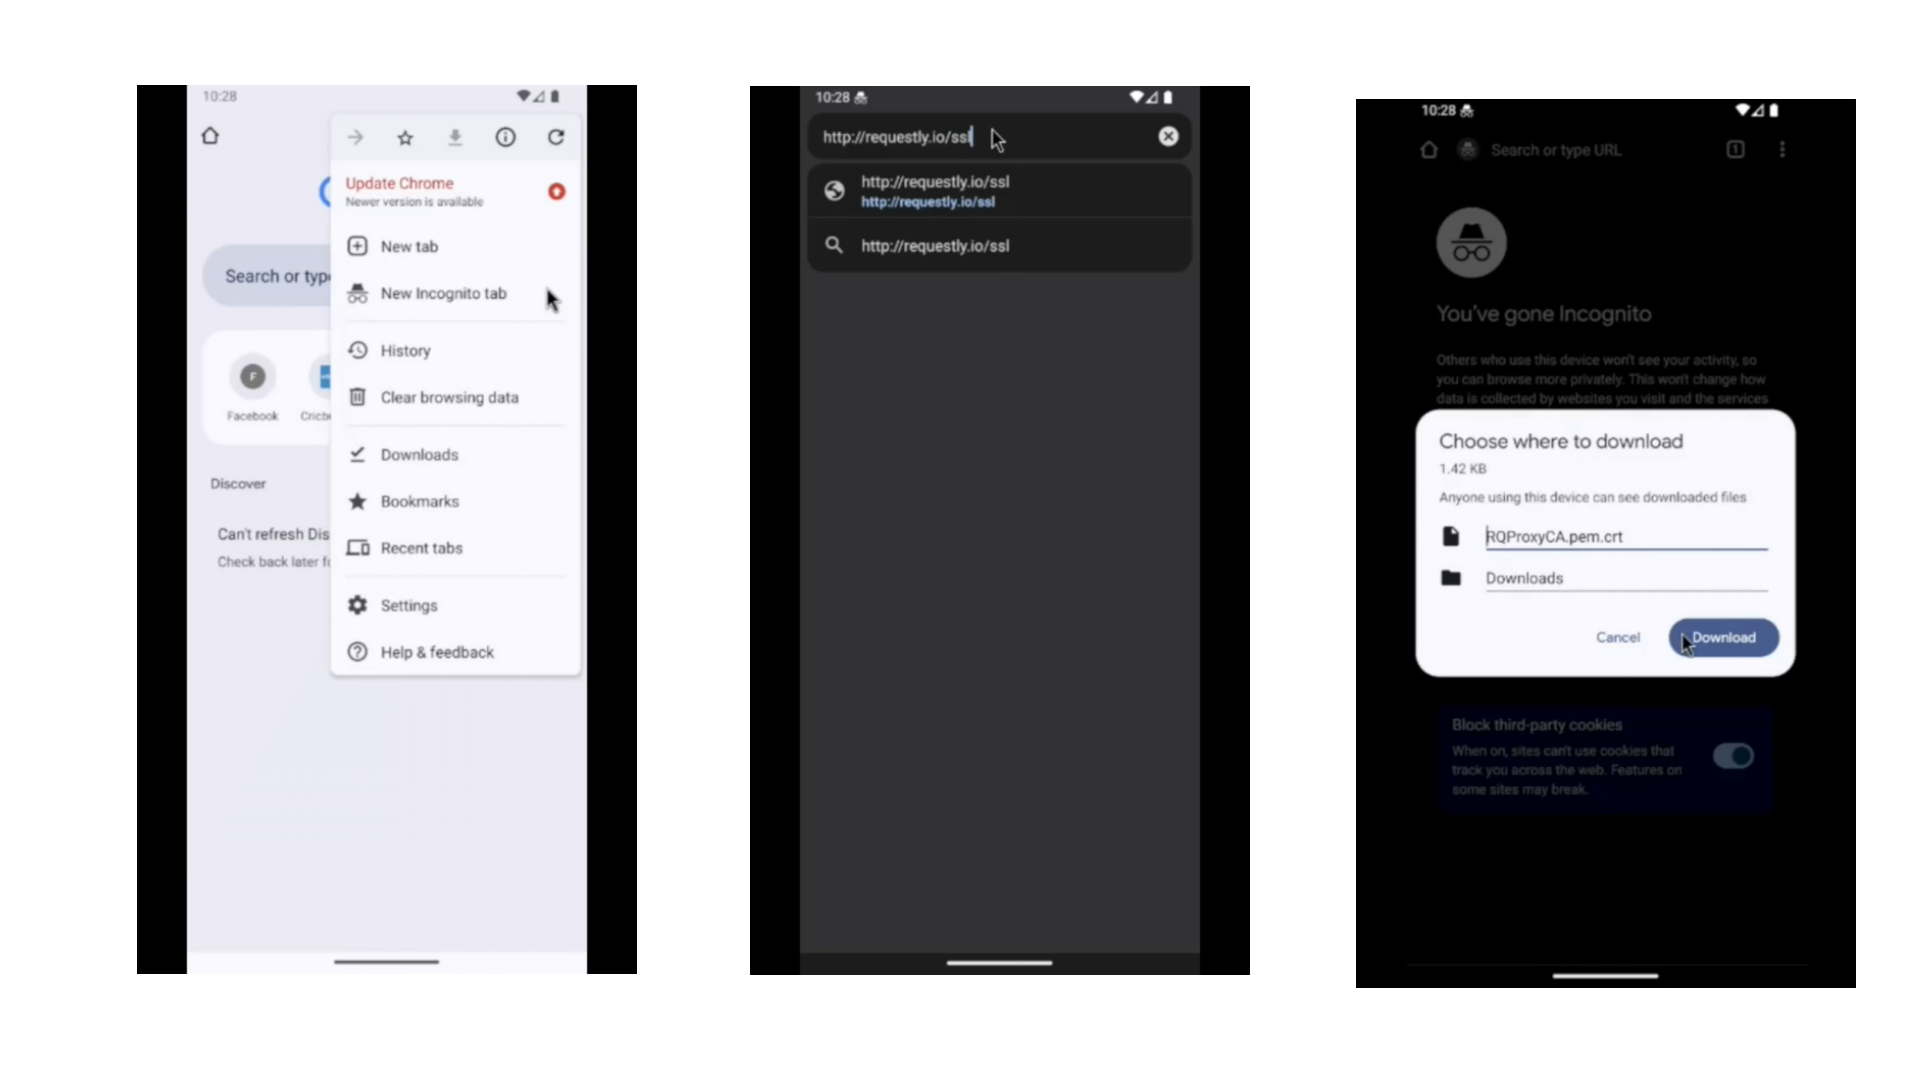 10:28
Update Chrome
Newer version is available
New tab
Search or type
New Incognito tab
History
F
Facebook
Clear browsing data
Downloads
Discover
Bookmarks
Can't refresh Dis
Recent tabs
Check back later fo
Settings
Help & feedback
10:28
http://requestly.io/ssl
http://requestly.io/ssl
http://requestly.io/ssl
http://requestly.io/ssl
10:28
Search or type URL
1
You've gone Incognito
Others who use this device won't see your activity, so
you can browse more privately. This won't change how
data is collected by websites you visit and the services
Choose where to download
1.42 KB
Anyone using this device can see downloaded files
RQProxyCA.pem.crt
Downloads
Cancel
Download
Block third-party cookies
When on, sites can't use cookies that
track you across the web. Features on
some sites may break.